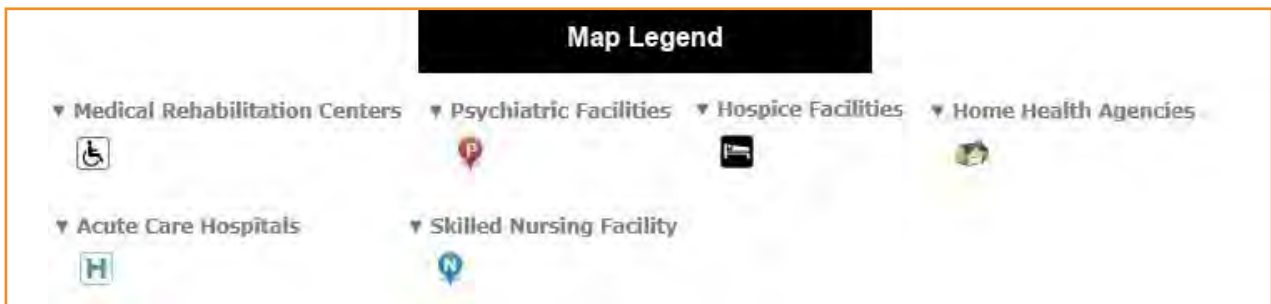 Map Legend
▼ Medical Rehabilitation Centers ▼ Psychiatric Facilities ▼ Hospice Facilities ▼ Home Health Agencies
P
▼ Acute Care Hospitals ▼ Skilled Nursing Facility
H N